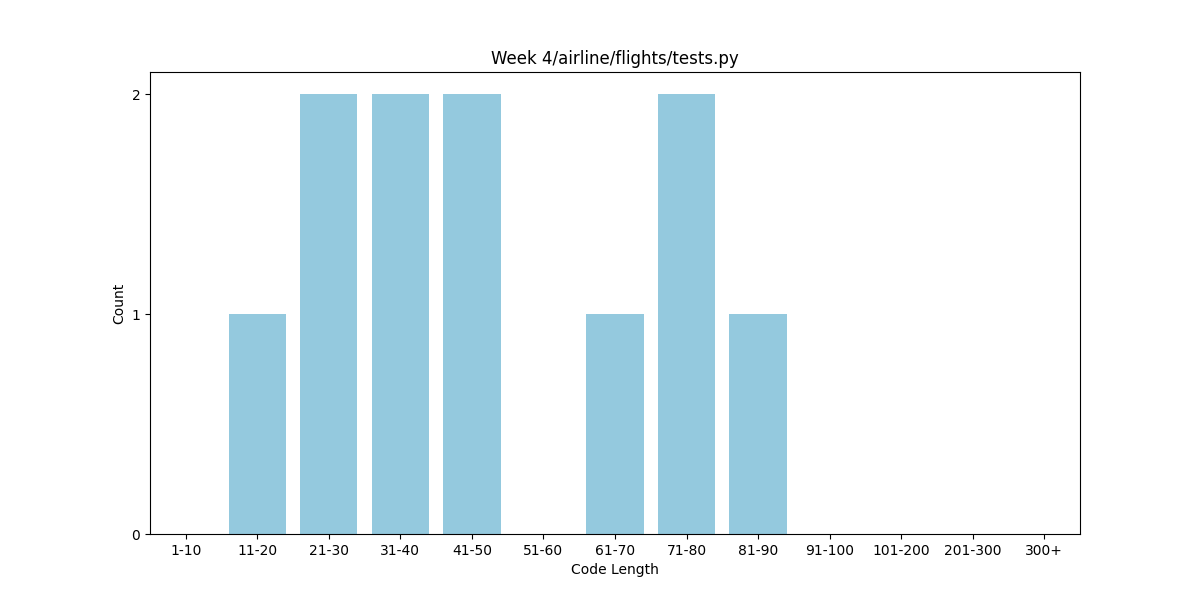 Week 4/airline/flights/tests.py
2
1
0
Count
1-10 11-20 21-30 31-40 41-50 51-60 61-70 71-80 81-90 91-100 101-200 201-300 300+
Code Length